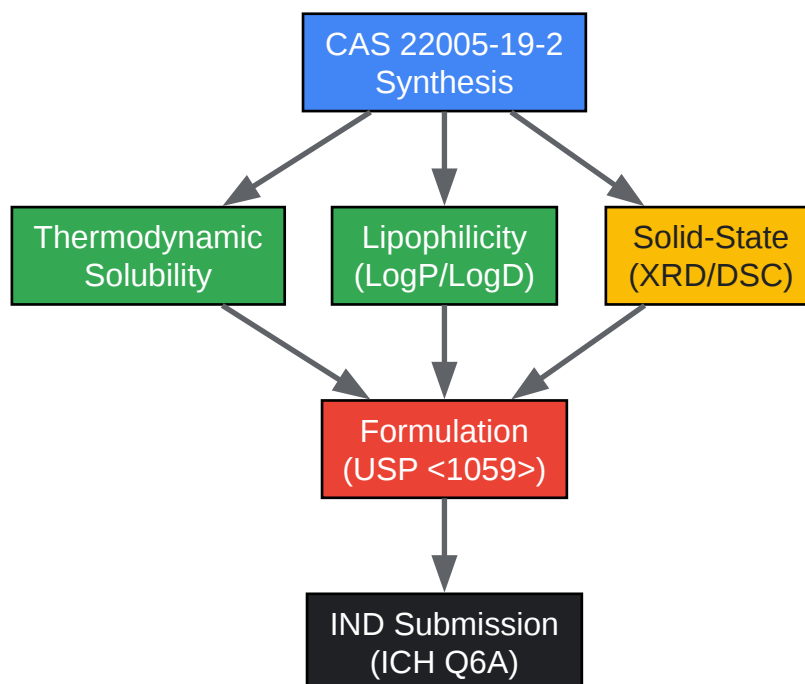 CAS 22005-19-2
Synthesis
Thermodynamic
Solubility
Lipophilicity
(LogP/LogD)
Solid-State
(XRD/DSC)
Formulation
(USP <1059>)
IND Submission
(ICH Q6A)